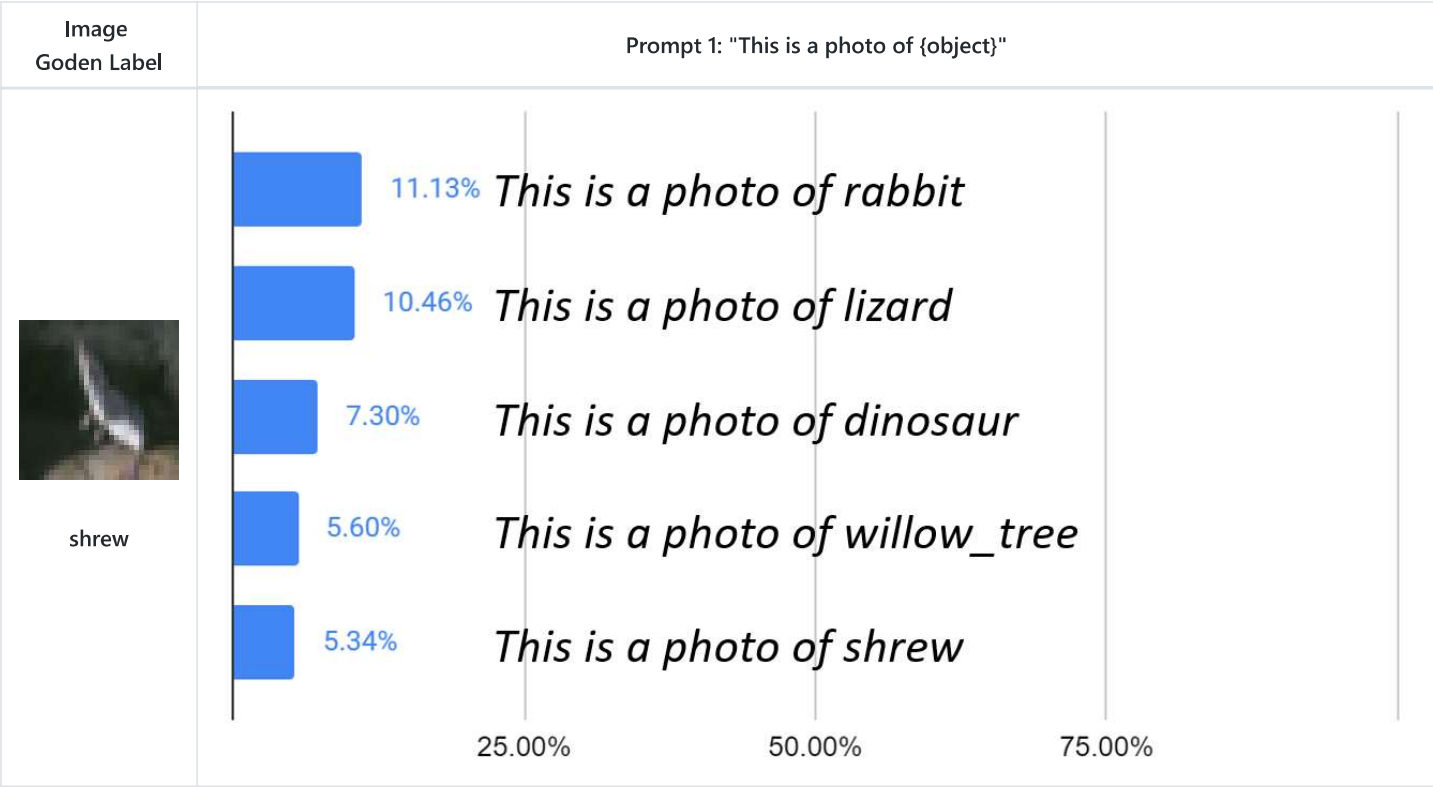 Image
Goden Label
Prompt 1: "This is a photo of {object}"
11.13% This is a photo of rabbit
10.46% This is a photo of lizard
7.30% This is a photo of dinosaur
5.60% This is a photo of willow_tree
5.34% This is a photo of shrew
shrew
25.00% 50.00% 75.00%